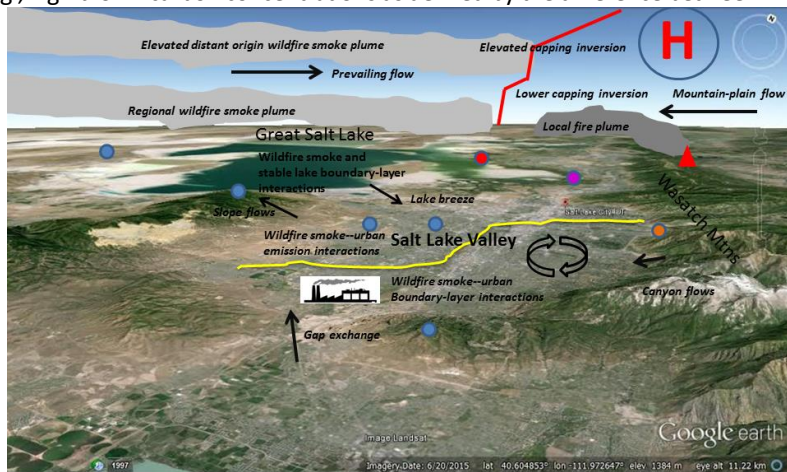 Elevated distant origin wildfire smoke plume
Elevated capping inversion
H
Prevailing flow
Lower capping inversion
Mountain-plain flow
Regional wildfire smoke plume
Local fire plume
Great Salt Lake
Wildfire smoke and
stable lake boundary-layer
interactions
Lake breeze
Wasatch Mtns
Slope flows
Wildfire smoke--urban
emission interactions
Salt Lake Valley
Wildfire smoke--urban
Boundary-layer interactions
Canyon flows
Gap exchange
Image Landsat
Google earth
1997
Imagery Date: 6/20/2015 lat 40.604853° lon -111.972647° elev 1384 m eye alt 11.22 km